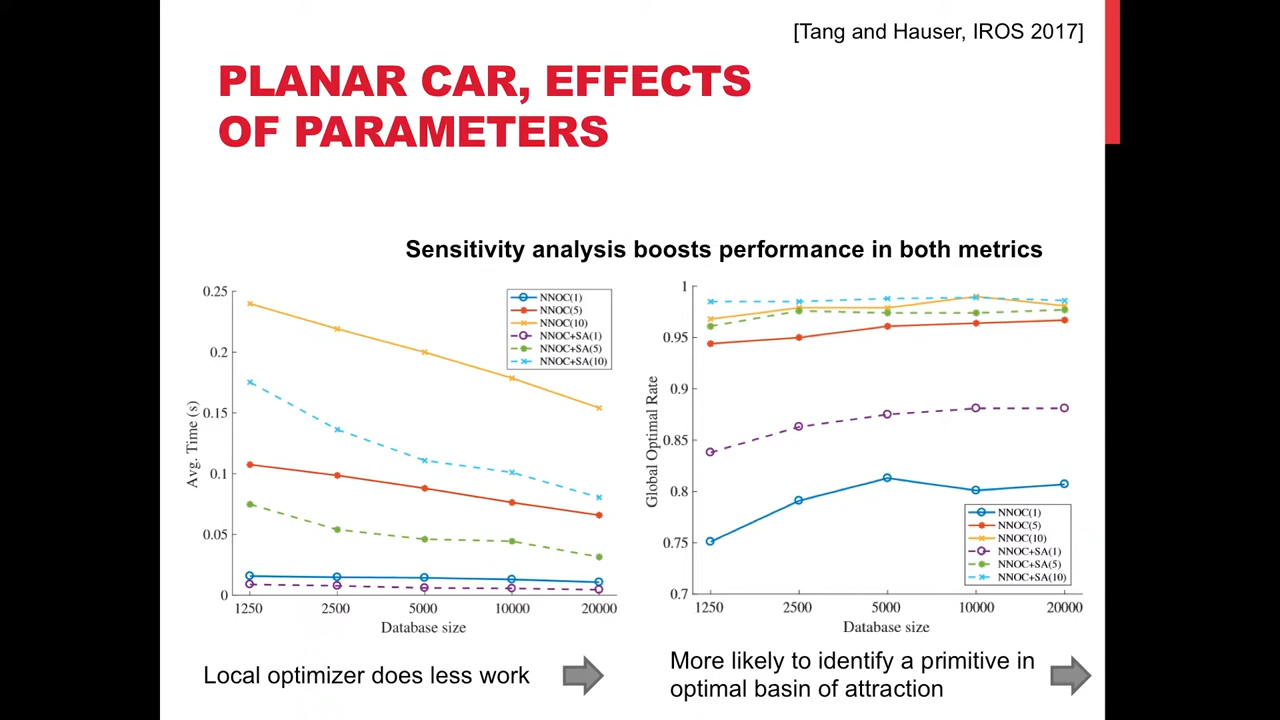 [Tang and Hauser, IROS 2017]
PLANAR CAR, EFFECTS
OF PARAMETERS
Sensitivity analysis boosts performance in both metrics
0.25
0.2
0.15
0.1
0.05
0
Avg. Time (s)
1250 2500 5000 10000 20000
Database size
NNOC(1)
NNOC(5)
NNOC(10)
NNOC+SA(1)
NNOC+SA(5)
NNOC+SA(10)
1
0.95
0.9
0.85
0.8
0.75
0.7
Global Optimal Rate
1250 2500 5000 10000 20000
Database size
NNOC(1)
NNOC(5)
NNOC(10)
NNOC+SA(1)
NNOC+SA(5)
NNOC+SA(10)
Local optimizer does less work
More likely to identify a primitive in
optimal basin of attraction